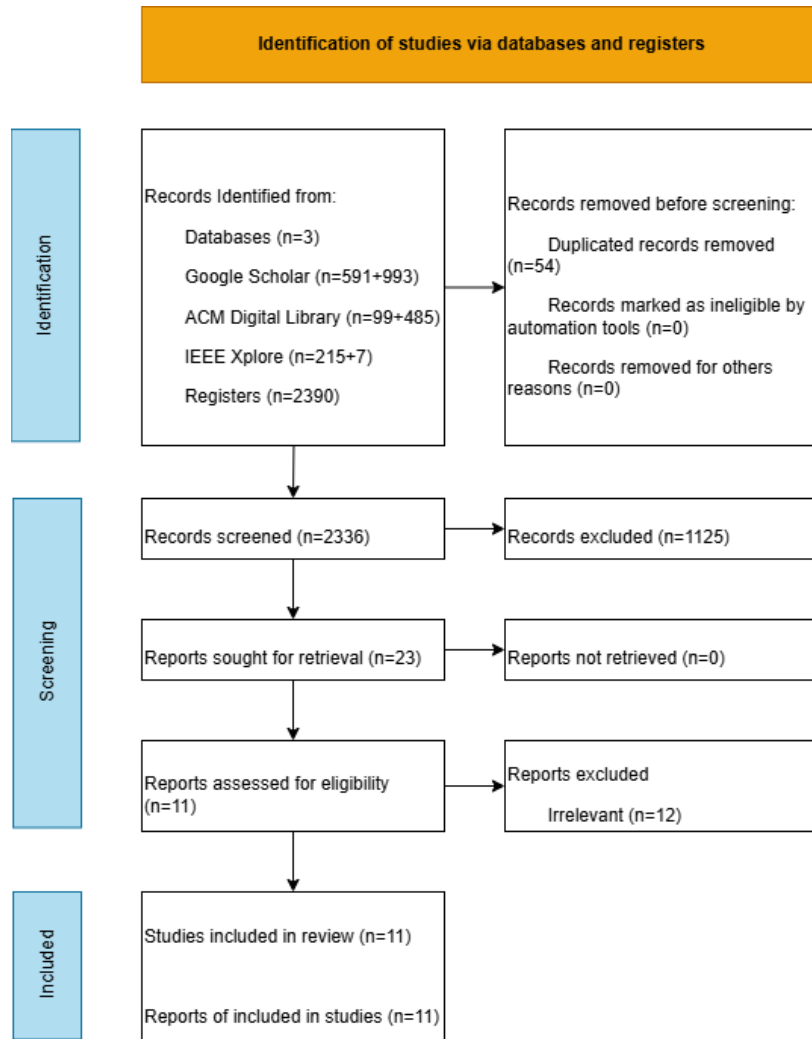 Identification of studies via databases and registers
Identification
Records Identified from:
Databases (n=3)
Google Scholar (n=591+993)
ACM Digital Library (n=99+485)
IEEE Xplore (n=215+7)
Registers (n=2390)
Records removed before screening:
Duplicated records removed
(n=54)
Records marked as ineligible by
automation tools (n=0)
Records removed for others
reasons (n=0)
Screening
Records screened (n=2336)
Records excluded (n=1125)
Reports sought for retrieval (n=23)
Reports not retrieved (n=0)
Reports assessed for eligibility
(n=11)
Reports excluded
Irrelevant (n=12)
Included
Studies included in review (n=11)
Reports of included in studies (n=11)